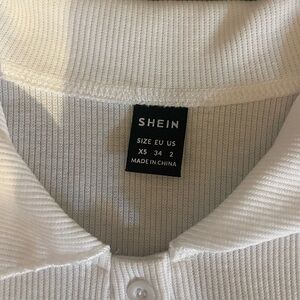 SHEIN
SIZE EU US
XS 34 2
MADE IN CHINA